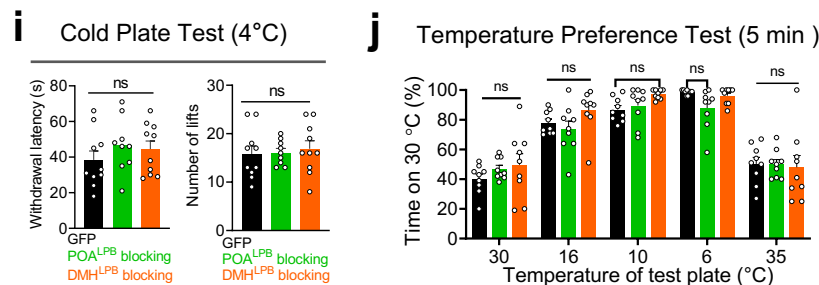 i Cold Plate Test (4°C)
Withdrawal latency (s)
80
60
40
20
0
ns
GFP
POA^LPB blocking
DMH^LPB blocking
Number of lifts
30
20
10
0
ns
GFP
POA^LPB blocking
DMH^LPB blocking
j Temperature Preference Test (5 min )
Time on 30 °C (%)
100
80
60
40
20
0
ns ns ns ns ns
30 16 10 6 35
Temperature of test plate (°C)